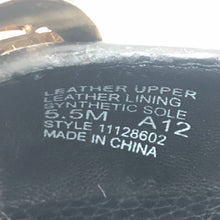 LEATHER UPPER
LEATHER LINING
SYNTHETIC SOLE
5.5M A12
STYLE 11128602
MADE IN CHINA